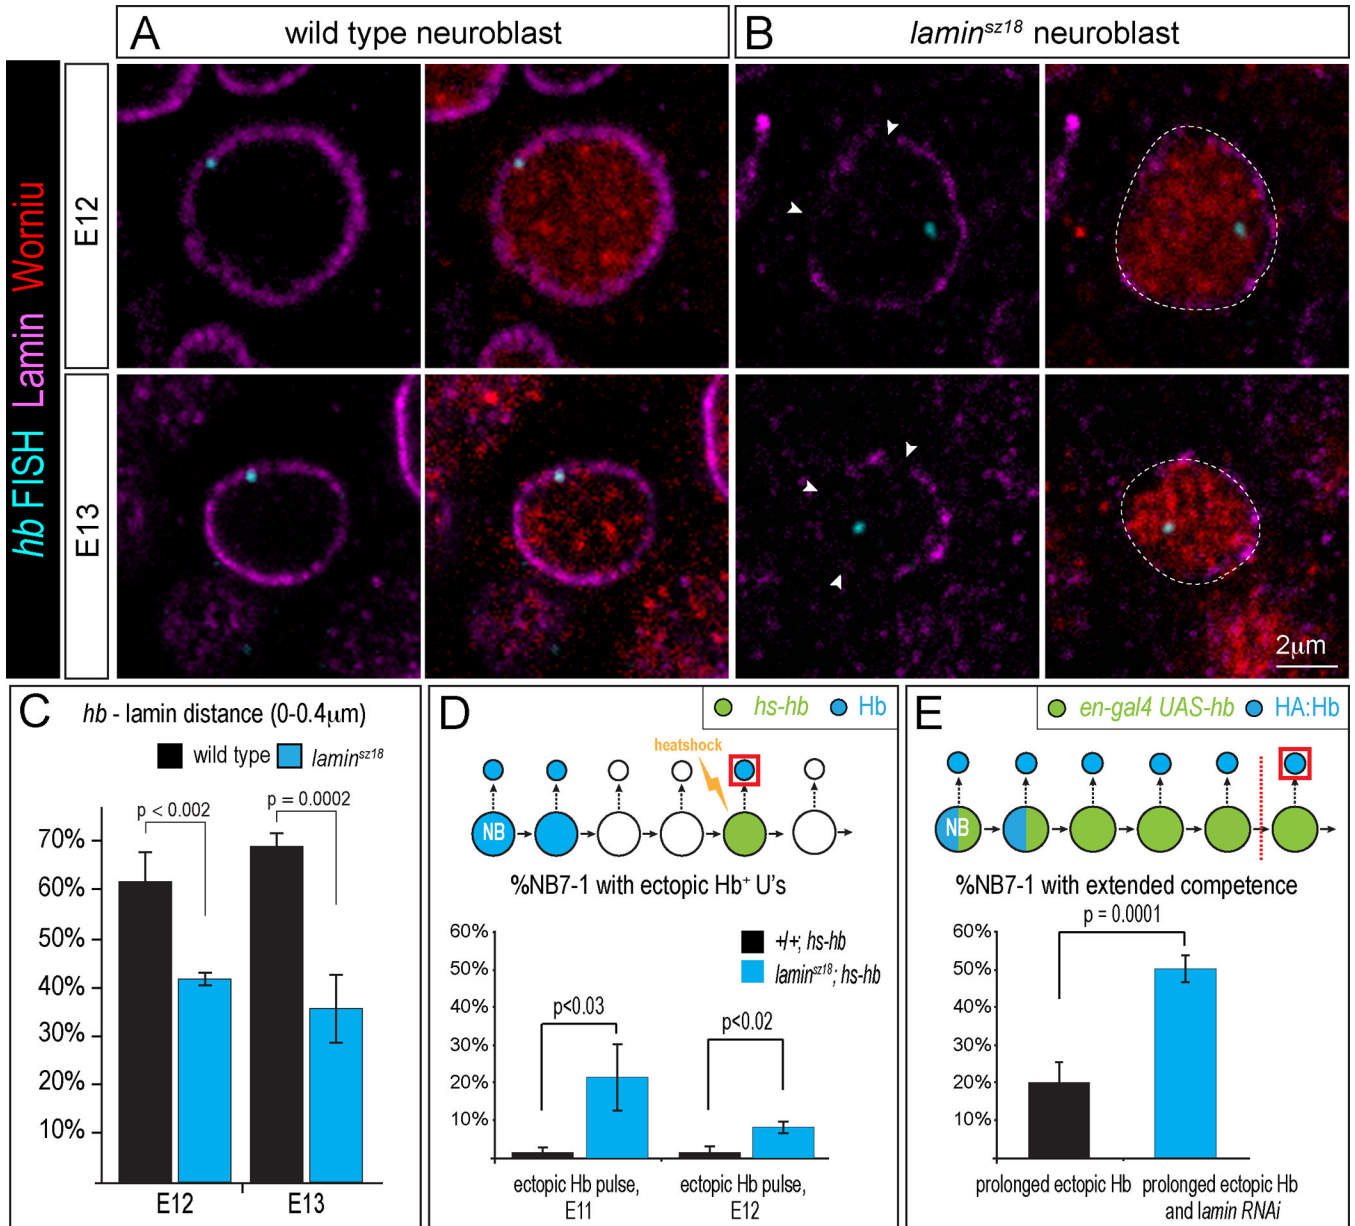 A wild type neuroblast
B lamin^sz18 neuroblast
hb FISH Lamin Worniu
E12
E13
2μm
C
hb - lamin distance (0-0.4μm)
wild type lamin^sz18
p < 0.002
p = 0.0002
70%
60%
50%
40%
30%
20%
10%
E12 E13
D
hs-hb Hb
heatshock
NB
%NB7-1 with ectopic Hb⁺ U's
60%
50%
40%
30%
20%
10%
+/+; hs-hb
lamin^sz18; hs-hb
p<0.03
p<0.02
ectopic Hb pulse,
E11
ectopic Hb pulse,
E12
E
en-gal4 UAS-hb HA:Hb
NB
%NB7-1 with extended competence
p = 0.0001
60%
50%
40%
30%
20%
10%
prolonged ectopic Hb
prolonged ectopic Hb
and lamin RNAi